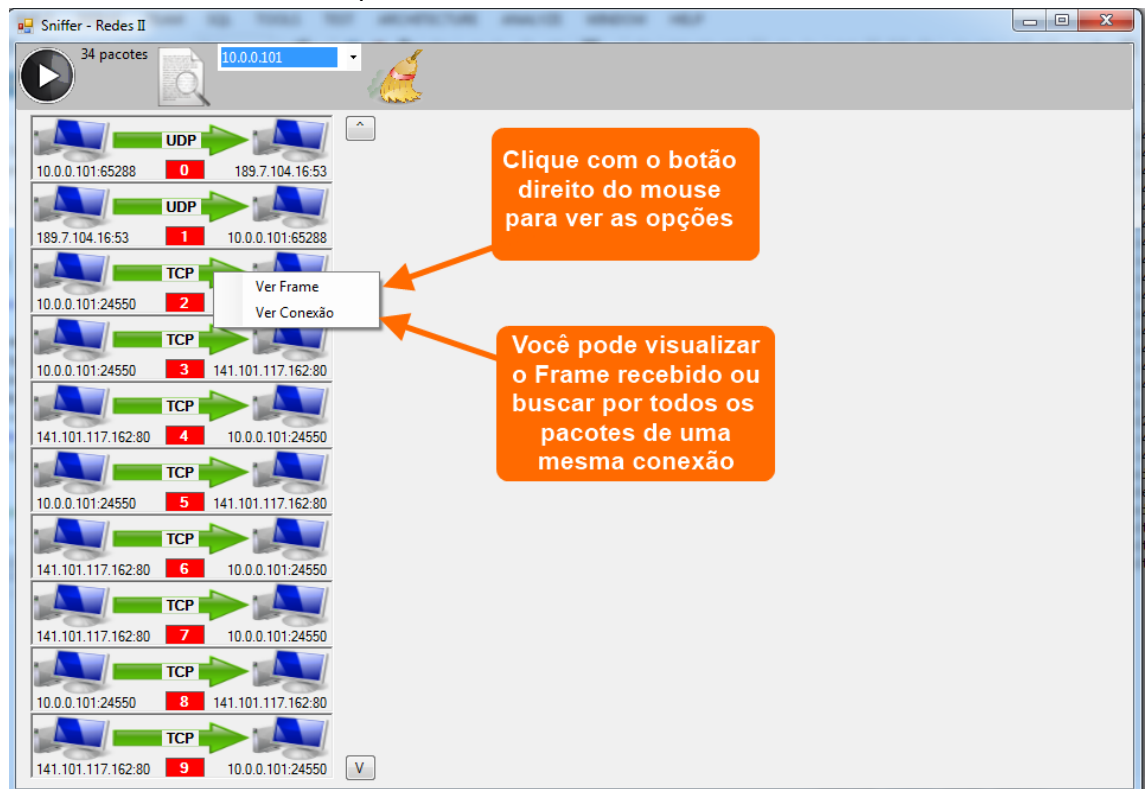 Sniffer - Redes II
34 pacotes
10.0.0.101
UDP
10.0.0.101:65288 0 189.7.104.16:53
UDP
189.7.104.16:53 1 10.0.0.101:65288
TCP
10.0.0.101:24550 2
Ver Frame
Ver Conexão
TCP
10.0.0.101:24550 3 141.101.117.162:80
TCP
141.101.117.162:80 4 10.0.0.101:24550
TCP
10.0.0.101:24550 5 141.101.117.162:80
TCP
141.101.117.162:80 6 10.0.0.101:24550
TCP
141.101.117.162:80 7 10.0.0.101:24550
TCP
10.0.0.101:24550 8 141.101.117.162:80
TCP
141.101.117.162:80 9 10.0.0.101:24550
^
V
Clique com o botão
direito do mouse
para ver as opções
Você pode visualizar
o Frame recebido ou
buscar por todos os
pacotes de uma
mesma conexão